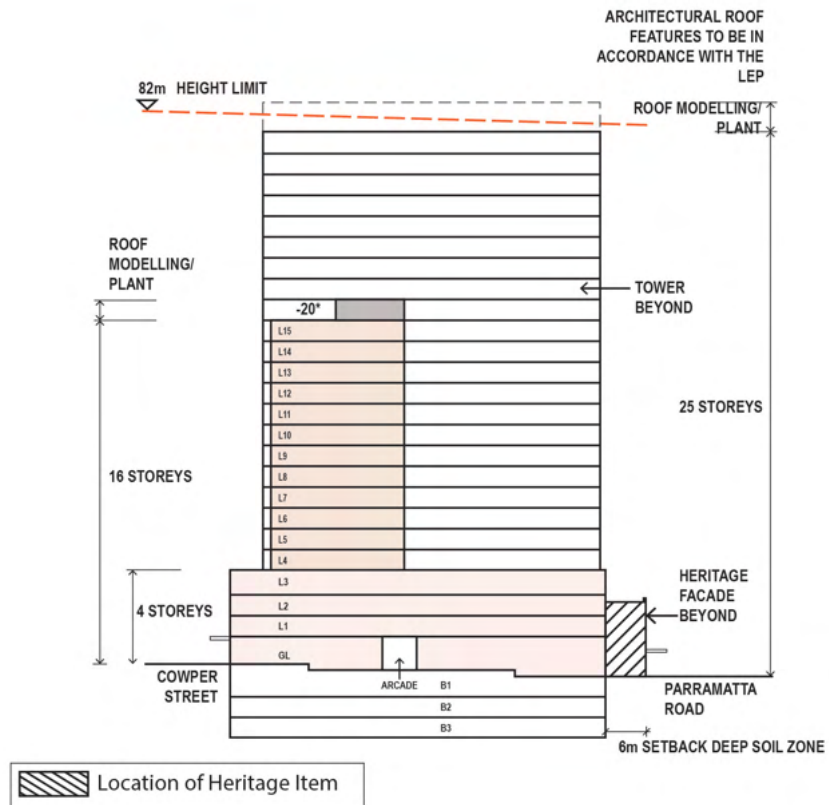 ARCHITECTURAL ROOF
FEATURES TO BE IN
ACCORDANCE WITH THE
LEP
82m HEIGHT LIMIT
ROOF MODELLING/
PLANT
ROOF
MODELLING/
PLANT
-20*
TOWER
BEYOND
L15
L14
L13
L12
L11
L10
L9
L8
L7
L6
L5
L4
25 STOREYS
16 STOREYS
L3
L2
L1
GL
4 STOREYS
HERITAGE
FACADE
BEYOND
COWPER
STREET
ARCADE
B1
B2
B3
PARRAMATTA
ROAD
6m SETBACK DEEP SOIL ZONE
Location of Heritage Item